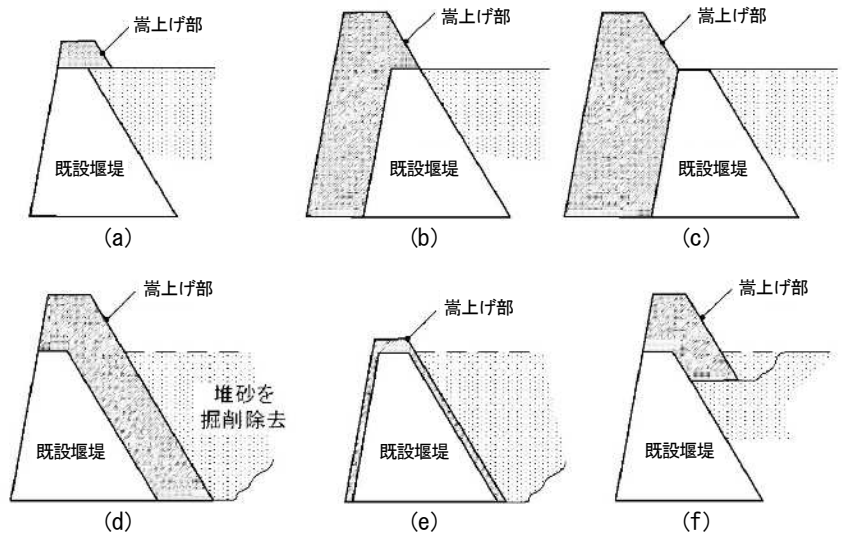 嵩上げ部
既設堰堤
(a)
嵩上げ部
既設堰堤
(b)
嵩上げ部
既設堰堤
(c)
嵩上げ部
堆砂を
掘削除去
既設堰堤
(d)
嵩上げ部
既設堰堤
(e)
嵩上げ部
既設堰堤
(f)